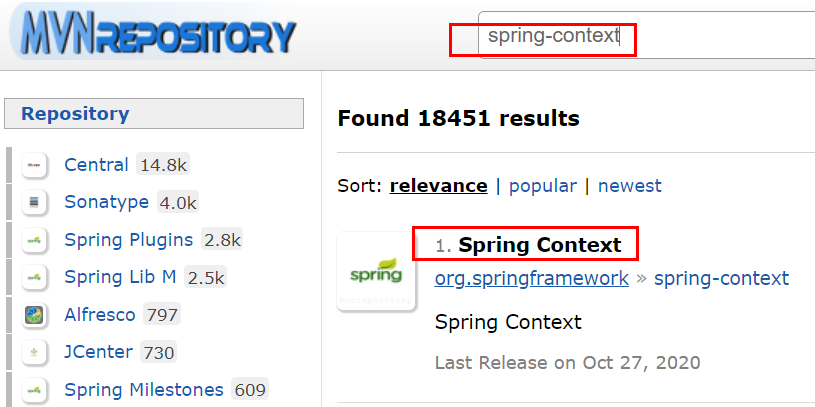 MVNREPOSITORY
spring-context
Repository
Central 14.8k
Sonatype 4.0k
Spring Plugins 2.8k
Spring Lib M 2.5k
Alfresco 797
JCenter 730
Spring Milestones 609
Found 18451 results
Sort: relevance | popular | newest
spring
1. Spring Context
org.springframework » spring-context
Spring Context
Last Release on Oct 27, 2020